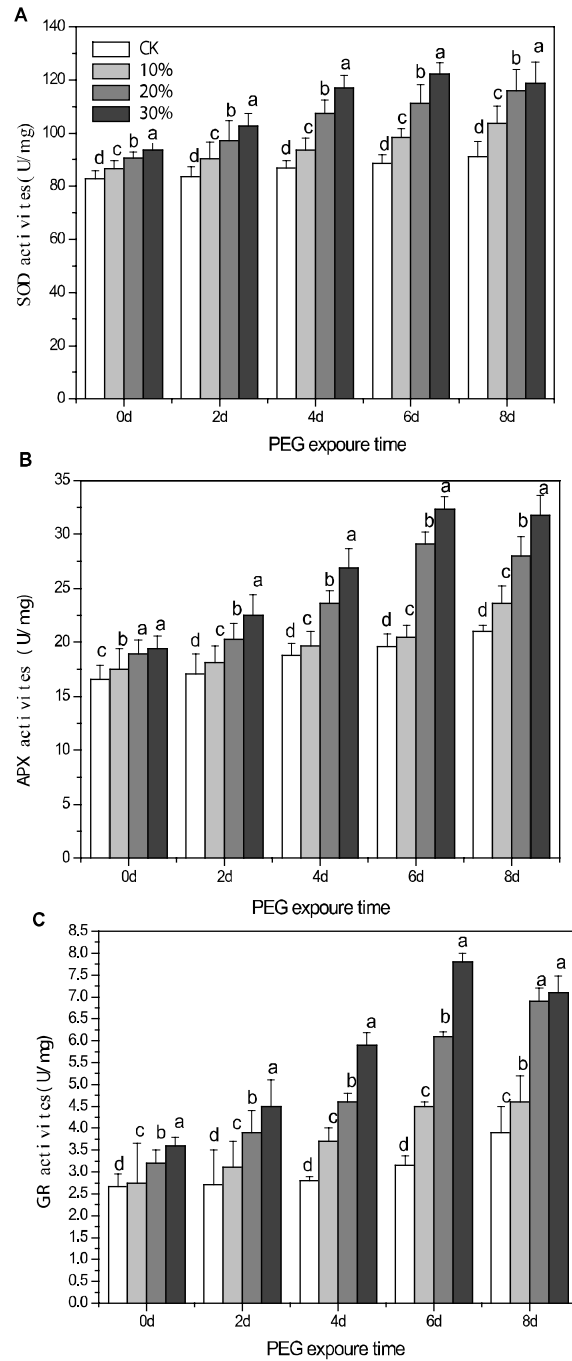 A
140
120
100
80
60
40
20
0
SOD activites(U/mg)
CK
10%
20%
30%
d c b a
d c b a
d c b a
d c b a
d c b a
0d 2d 4d 6d 8d
PEG expoure time
B
35
30
25
20
15
10
5
0
APX activites (U/mg)
c b a a
d c b a
d c b a
d c b a
d c b a
0d 2d 4d 6d 8d
PEG expoure time
C
8.5
8.0
7.5
7.0
6.5
6.0
5.5
5.0
4.5
4.0
3.5
3.0
2.5
2.0
1.5
1.0
0.5
0.0
GR activites(U/mg)
d c b a
d c b a
d c b a
d c b a
c b a a
0d 2d 4d 6d 8d
PEG expoure time